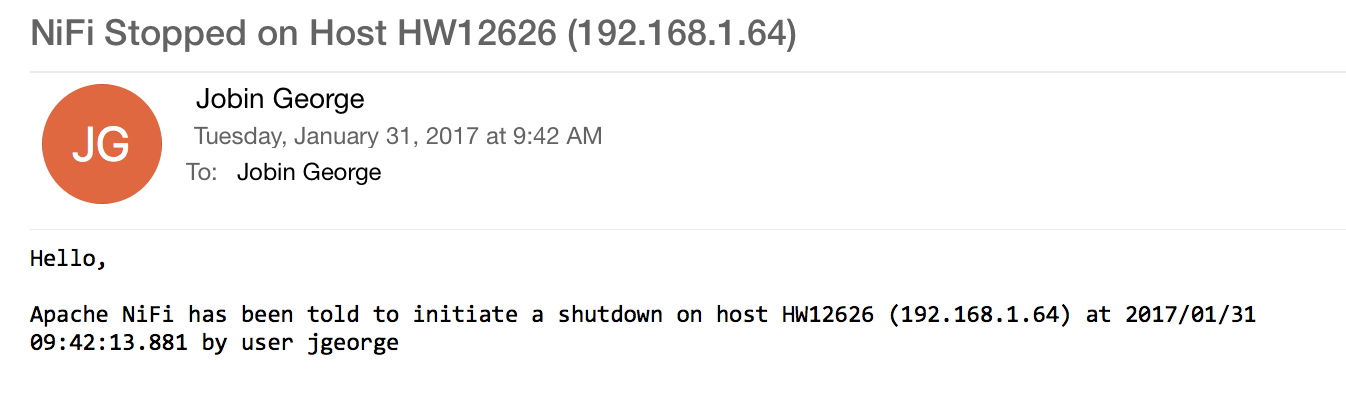 NiFi Stopped on Host HW12626 (192.168.1.64)
JG
Jobin George
Tuesday, January 31, 2017 at 9:42 AM
To: Jobin George
Hello,
Apache NiFi has been told to initiate a shutdown on host HW12626 (192.168.1.64) at 2017/01/31
09:42:13.881 by user jgeorge